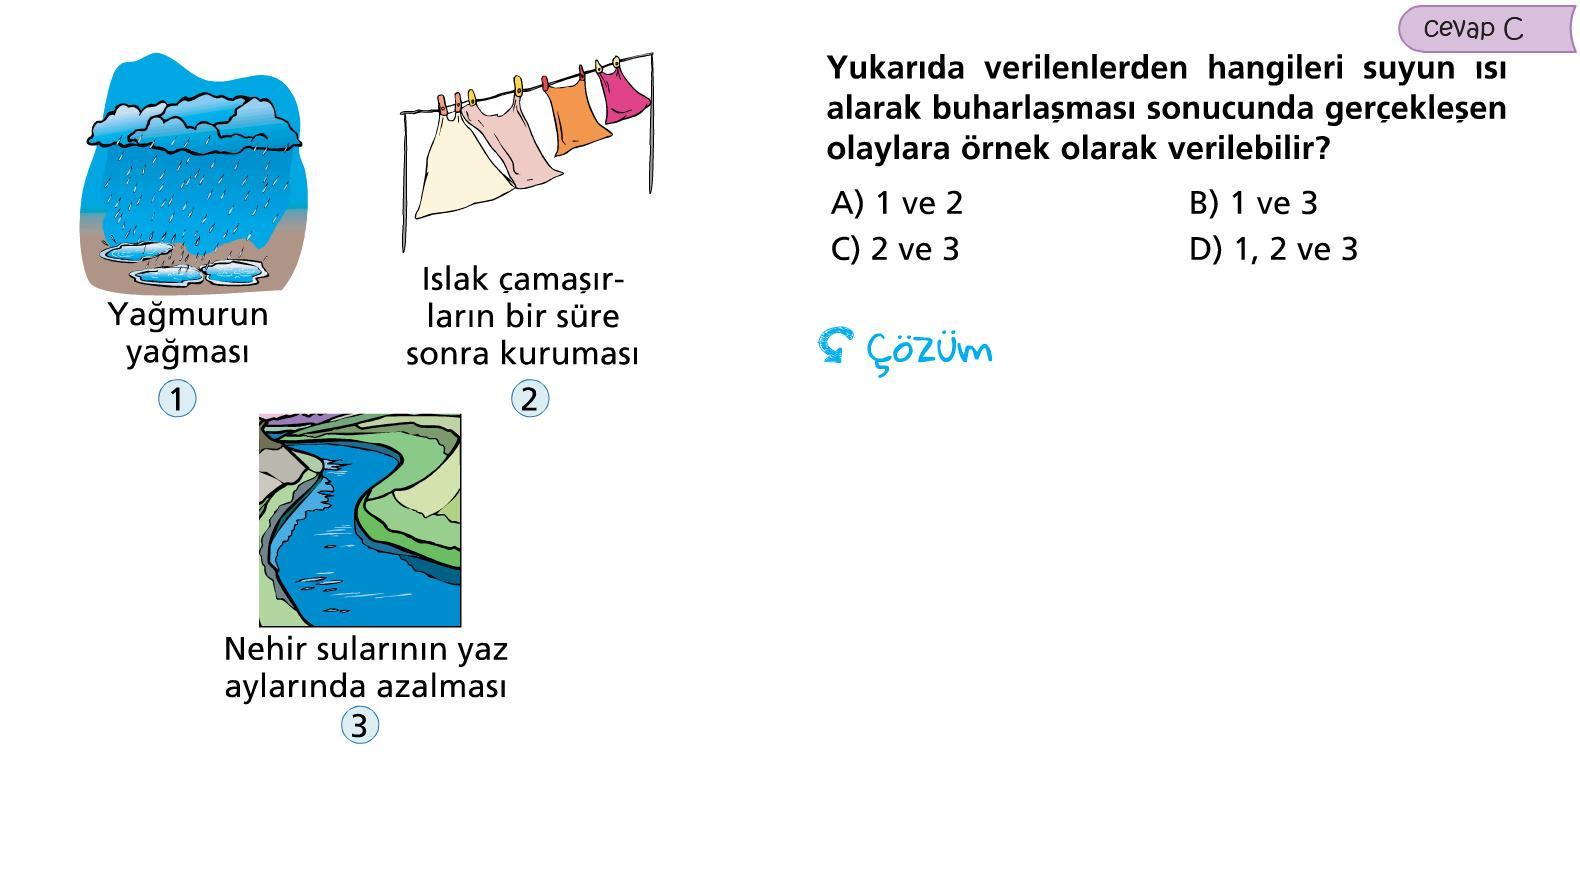 Yağmurun
yağması
1
Islak çamaşır-
ların bir süre
sonra kuruması
2
Nehir sularının yaz
aylarında azalması
3
cevap C
Yukarıda verilenlerden hangileri suyun ısı
alarak buharlaşması sonucunda gerçekleşen
olaylara örnek olarak verilebilir?
A) 1 ve 2
B) 1 ve 3
C) 2 ve 3
D) 1, 2 ve 3
Çözüm